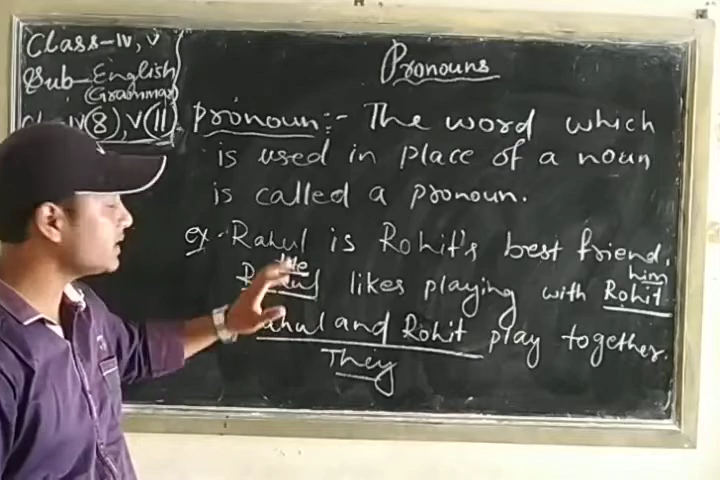 Class-IV, V
Sub-English
(Grammar)
IV(8), V(11)
Pronouns
Pronoun:- The word which
is used in place of a noun
is called a pronoun.
ex-Rahul is Rohit's best friend.
He him
Rahul likes playing with Rohit
Rahul and Rohit play together.
They